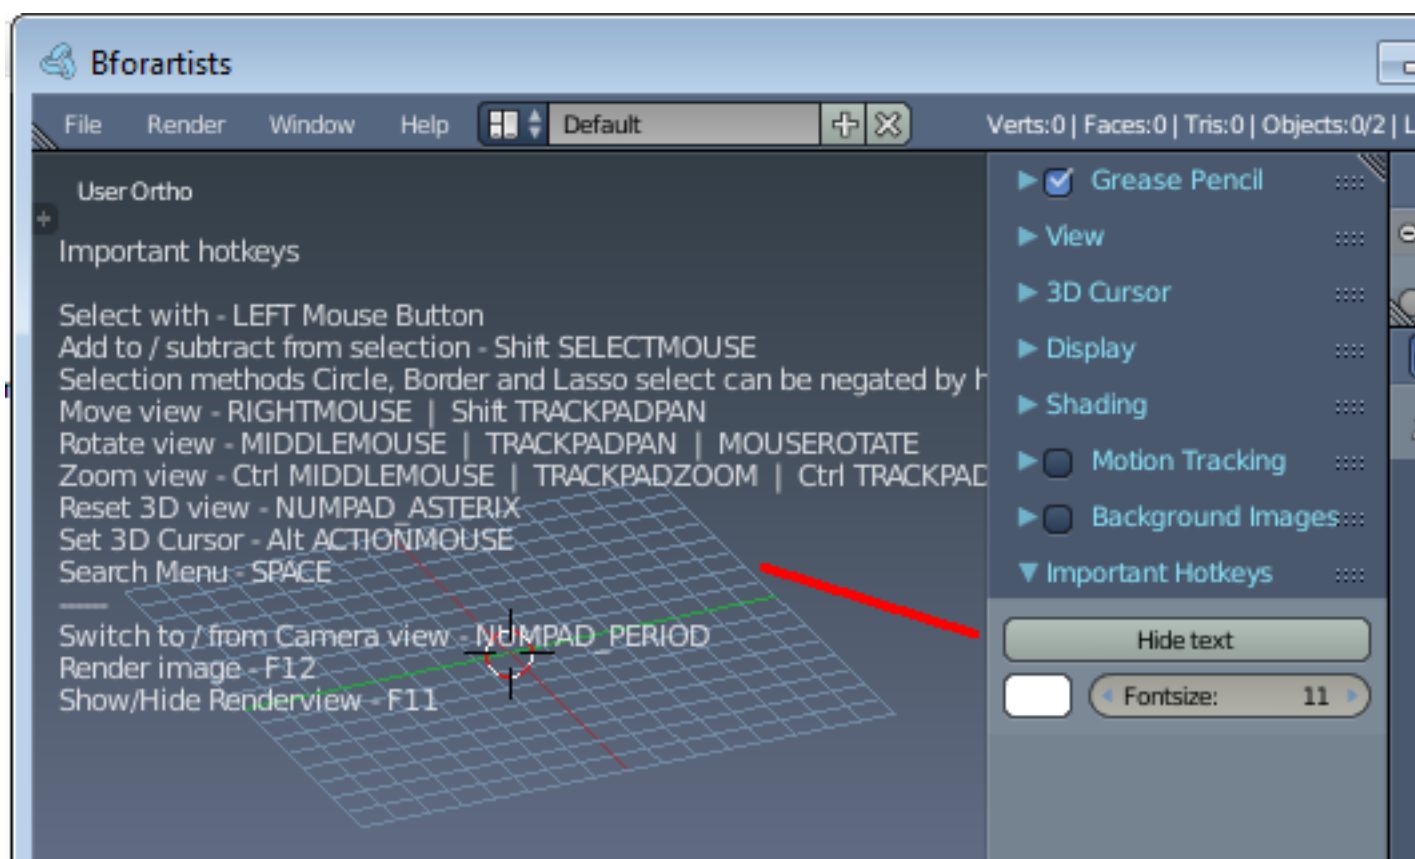 Bforartists
File Render Window Help Default Verts:0 | Faces:0 | Tris:0 | Objects:0/2 |
User Ortho
Important hotkeys
Select with - LEFT Mouse Button
Add to / subtract from selection - Shift SELECTMOUSE
Selection methods Circle, Border and Lasso select can be negated by
Move view - RIGHTMOUSE | Shift TRACKPADPAN
Rotate view - MIDDLEMOUSE | TRACKPADPAN | MOUSEROTATE
Zoom view - Ctrl MIDDLEMOUSE | TRACKPADZOOM | Ctrl TRACKPAD
Reset 3D view - NUMPAD_ASTERIX
Set 3D Cursor - Alt ACTIONMOUSE
Search Menu - SPACE
------
Switch to / from Camera view - NUMPAD_PERIOD
Render image - F12
Show/Hide Renderview - F11
Grease Pencil
View
3D Cursor
Display
Shading
Motion Tracking
Background Images
Important Hotkeys
Hide text
Fontsize: 11